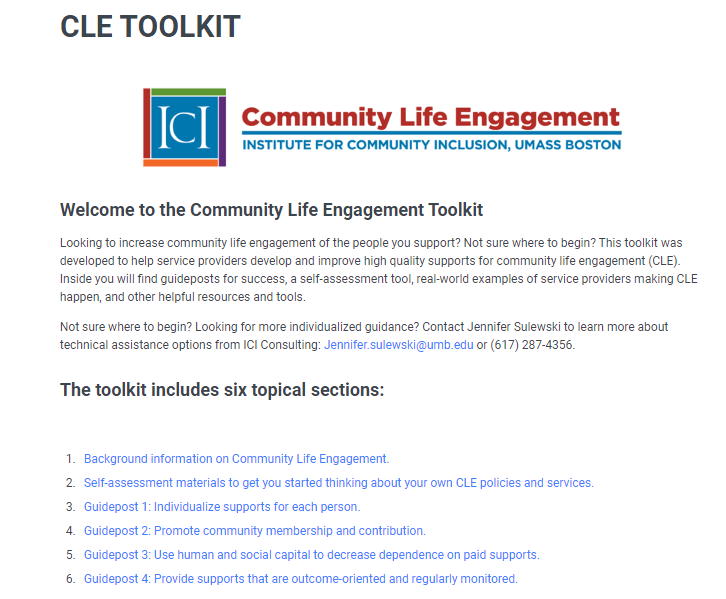 CLE TOOLKIT
ICI
Community Life Engagement
INSTITUTE FOR COMMUNITY INCLUSION, UMASS BOSTON
Welcome to the Community Life Engagement Toolkit
Looking to increase community life engagement of the people you support? Not sure where to begin? This toolkit was
developed to help service providers develop and improve high quality supports for community life engagement (CLE).
Inside you will find guideposts for success, a self-assessment tool, real-world examples of service providers making CLE
happen, and other helpful resources and tools.
Not sure where to begin? Looking for more individualized guidance? Contact Jennifer Sulewski to learn more about
technical assistance options from ICI Consulting: Jennifer.sulewski@umb.edu or (617) 287-4356.
The toolkit includes six topical sections:
1. Background information on Community Life Engagement.
2. Self-assessment materials to get you started thinking about your own CLE policies and services.
3. Guidepost 1: Individualize supports for each person.
4. Guidepost 2: Promote community membership and contribution.
5. Guidepost 3: Use human and social capital to decrease dependence on paid supports.
6. Guidepost 4: Provide supports that are outcome-oriented and regularly monitored.